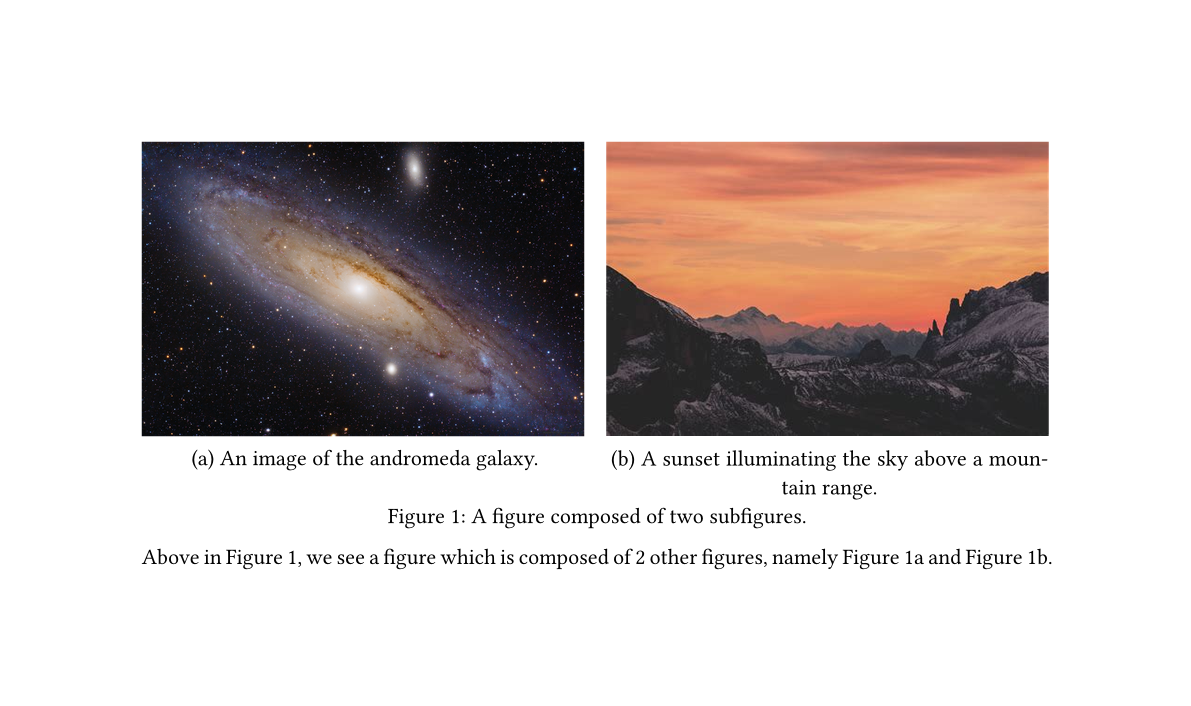 (a) An image of the andromeda galaxy.
(b) A sunset illuminating the sky above a moun-
tain range.
Figure 1: A figure composed of two subfigures.
Above in Figure 1, we see a figure which is composed of 2 other figures, namely Figure 1a and Figure 1b.